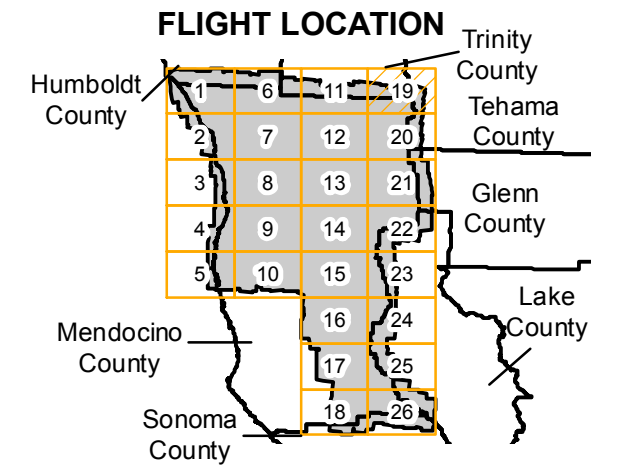 FLIGHT LOCATION
Trinity
County
Humboldt
County
1 6 11 19
Tehama
County
2 7 12 20
3 8 13 21
Glenn
County
4 9 14 22
5 10 15 23
Lake
County
16 24
Mendocino
County
17 25
18 26
Sonoma
County